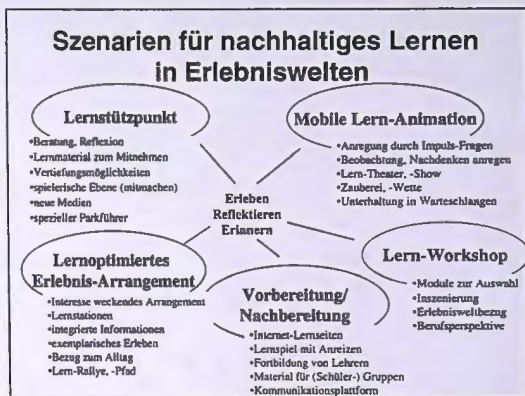 Szenarien für nachhaltiges Lernen
in Erlebniswelten
Lernstützpunkt
•Beratung, Reflexion
•Lernmaterial zum Mitnehmen
•Vertiefungsmöglichkeiten
•spielerische Ebene (mitmachen)
•neue Medien
•spezieller Parkführer
Mobile Lern-Animation
•Anregung durch Impuls-Fragen
•Beobachtung, Nachdenken anregen
•Lern-Theater, -Show
•Zauberei, -Wette
•Unterhaltung in Warteschlangen
Erleben
Reflektieren
Erinnern
Lernoptimiertes
Erlebnis-Arrangement
•Interesse weckendes Arrangement
•Lernstationen
•integrierte Informationen
•exemplarisches Erleben
•Bezug zum Alltag
•Lern-Rallye, -Pfad
Vorbereitung/
Nachbereitung
•Internet-Lernseiten
•Lernspiel mit Anreizen
•Fortbildung von Lehrern
•Material für (Schüler-) Gruppen
•Kommunikationsplattform
Lern-Workshop
•Module zur Auswahl
•Inszenierung
•Erlebnisweltbezug
•Berufsperspektive